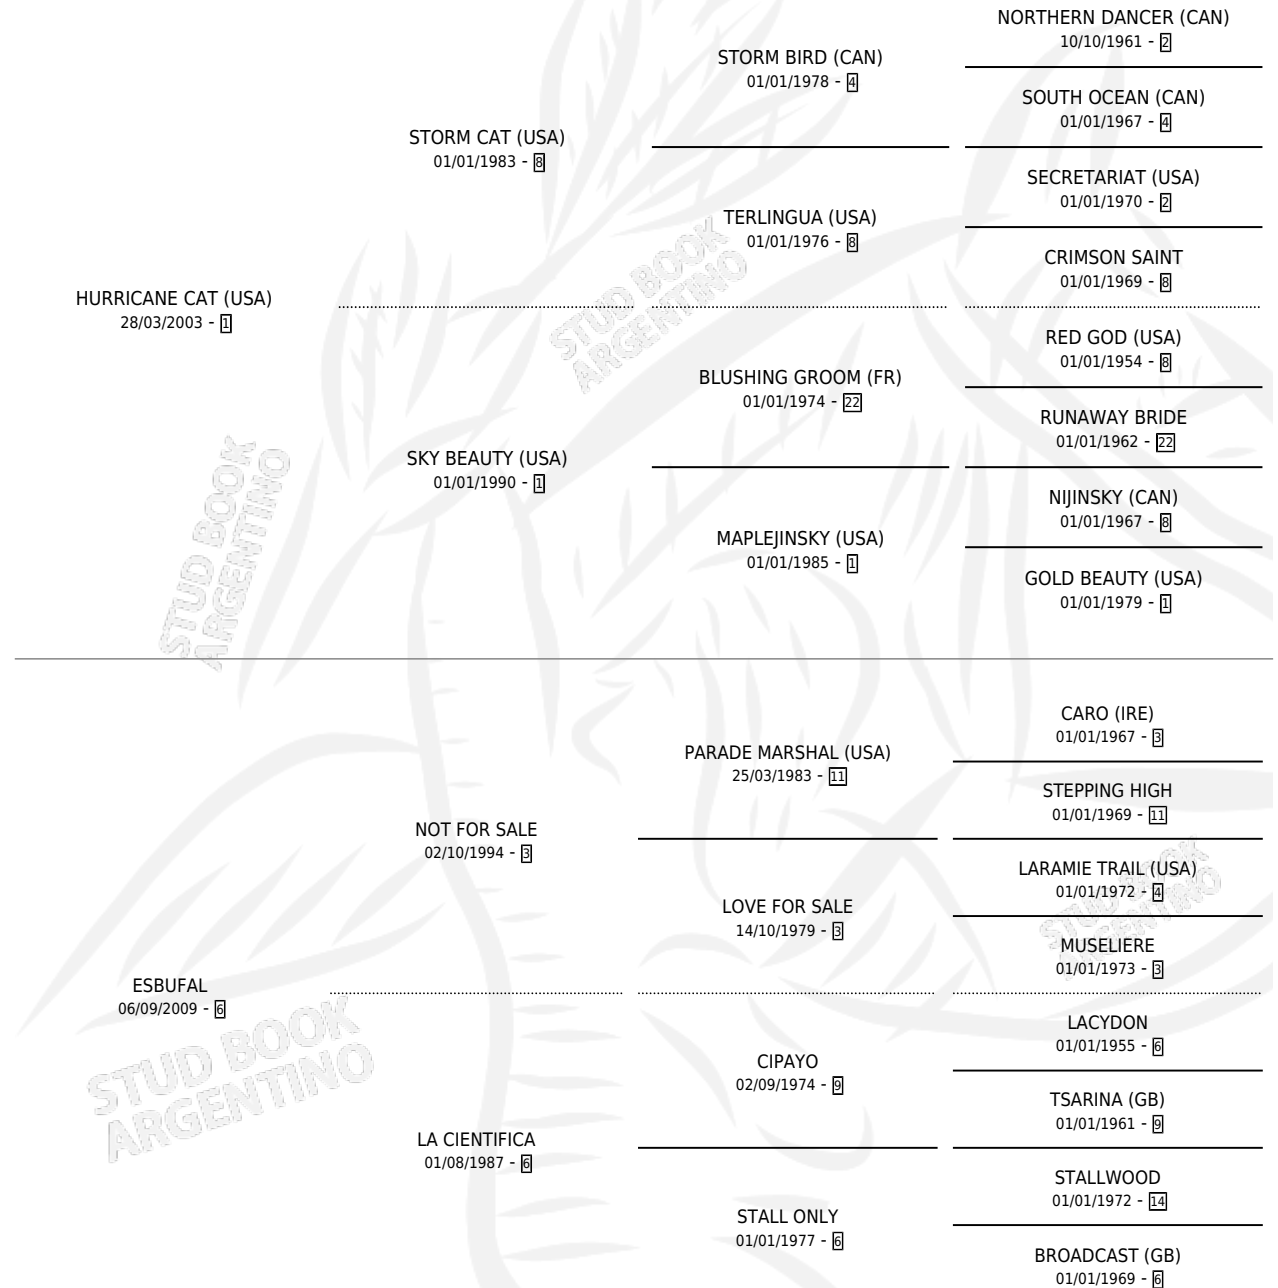 NORTHERN DANCER (CAN)
10/10/1961 - 2
STORM BIRD (CAN)
01/01/1978 - 4
SOUTH OCEAN (CAN)
01/01/1967 - 4
STORM CAT (USA)
01/01/1983 - 8
SECRETARIAT (USA)
01/01/1970 - 2
TERLINGUA (USA)
01/01/1976 - 8
CRIMSON SAINT
01/01/1969 - 8
HURRICANE CAT (USA)
28/03/2003 - 1
RED GOD (USA)
01/01/1954 - 8
BLUSHING GROOM (FR)
01/01/1974 - 22
RUNAWAY BRIDE
01/01/1962 - 22
SKY BEAUTY (USA)
01/01/1990 - 1
NIJINSKY (CAN)
01/01/1967 - 8
MAPLEJINSKY (USA)
01/01/1985 - 1
GOLD BEAUTY (USA)
01/01/1979 - 1
STUD BOOK
ARGENTINO
STUD BOOK
ARGENTINO
CARO (IRE)
01/01/1967 - 3
PARADE MARSHAL (USA)
25/03/1983 - 11
STEPPING HIGH
01/01/1969 - 11
NOT FOR SALE
02/10/1994 - 3
LARAMIE TRAIL (USA)
01/01/1972 - 4
LOVE FOR SALE
14/10/1979 - 3
MUSELIERE
01/01/1973 - 3
ESBUFAL
06/09/2009 - 6
LACYDON
01/01/1955 - 6
CIPAYO
02/09/1974 - 9
TSARINA (GB)
01/01/1961 - 9
LA CIENTIFICA
01/08/1987 - 6
STALLWOOD
01/01/1972 - 14
STALL ONLY
01/01/1977 - 6
BROADCAST (GB)
01/01/1969 - 6
STUD BOOK
ARGENTINO
STUD BOOK
ARGENTINO